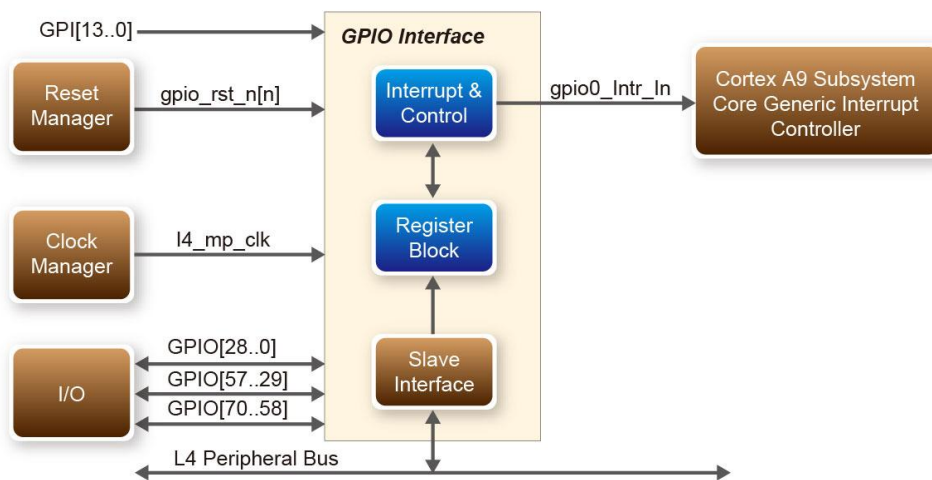 GPI[13..0]
GPIO Interface
Reset
Manager
gpio_rst_n[n]
Interrupt &
Control
gpio0_Intr_In
Cortex A9 Subsystem
Core Generic Interrupt
Controller
Clock
Manager
l4_mp_clk
Register
Block
I/O
GPIO[28..0]
GPIO[57..29]
GPIO[70..58]
Slave
Interface
L4 Peripheral Bus